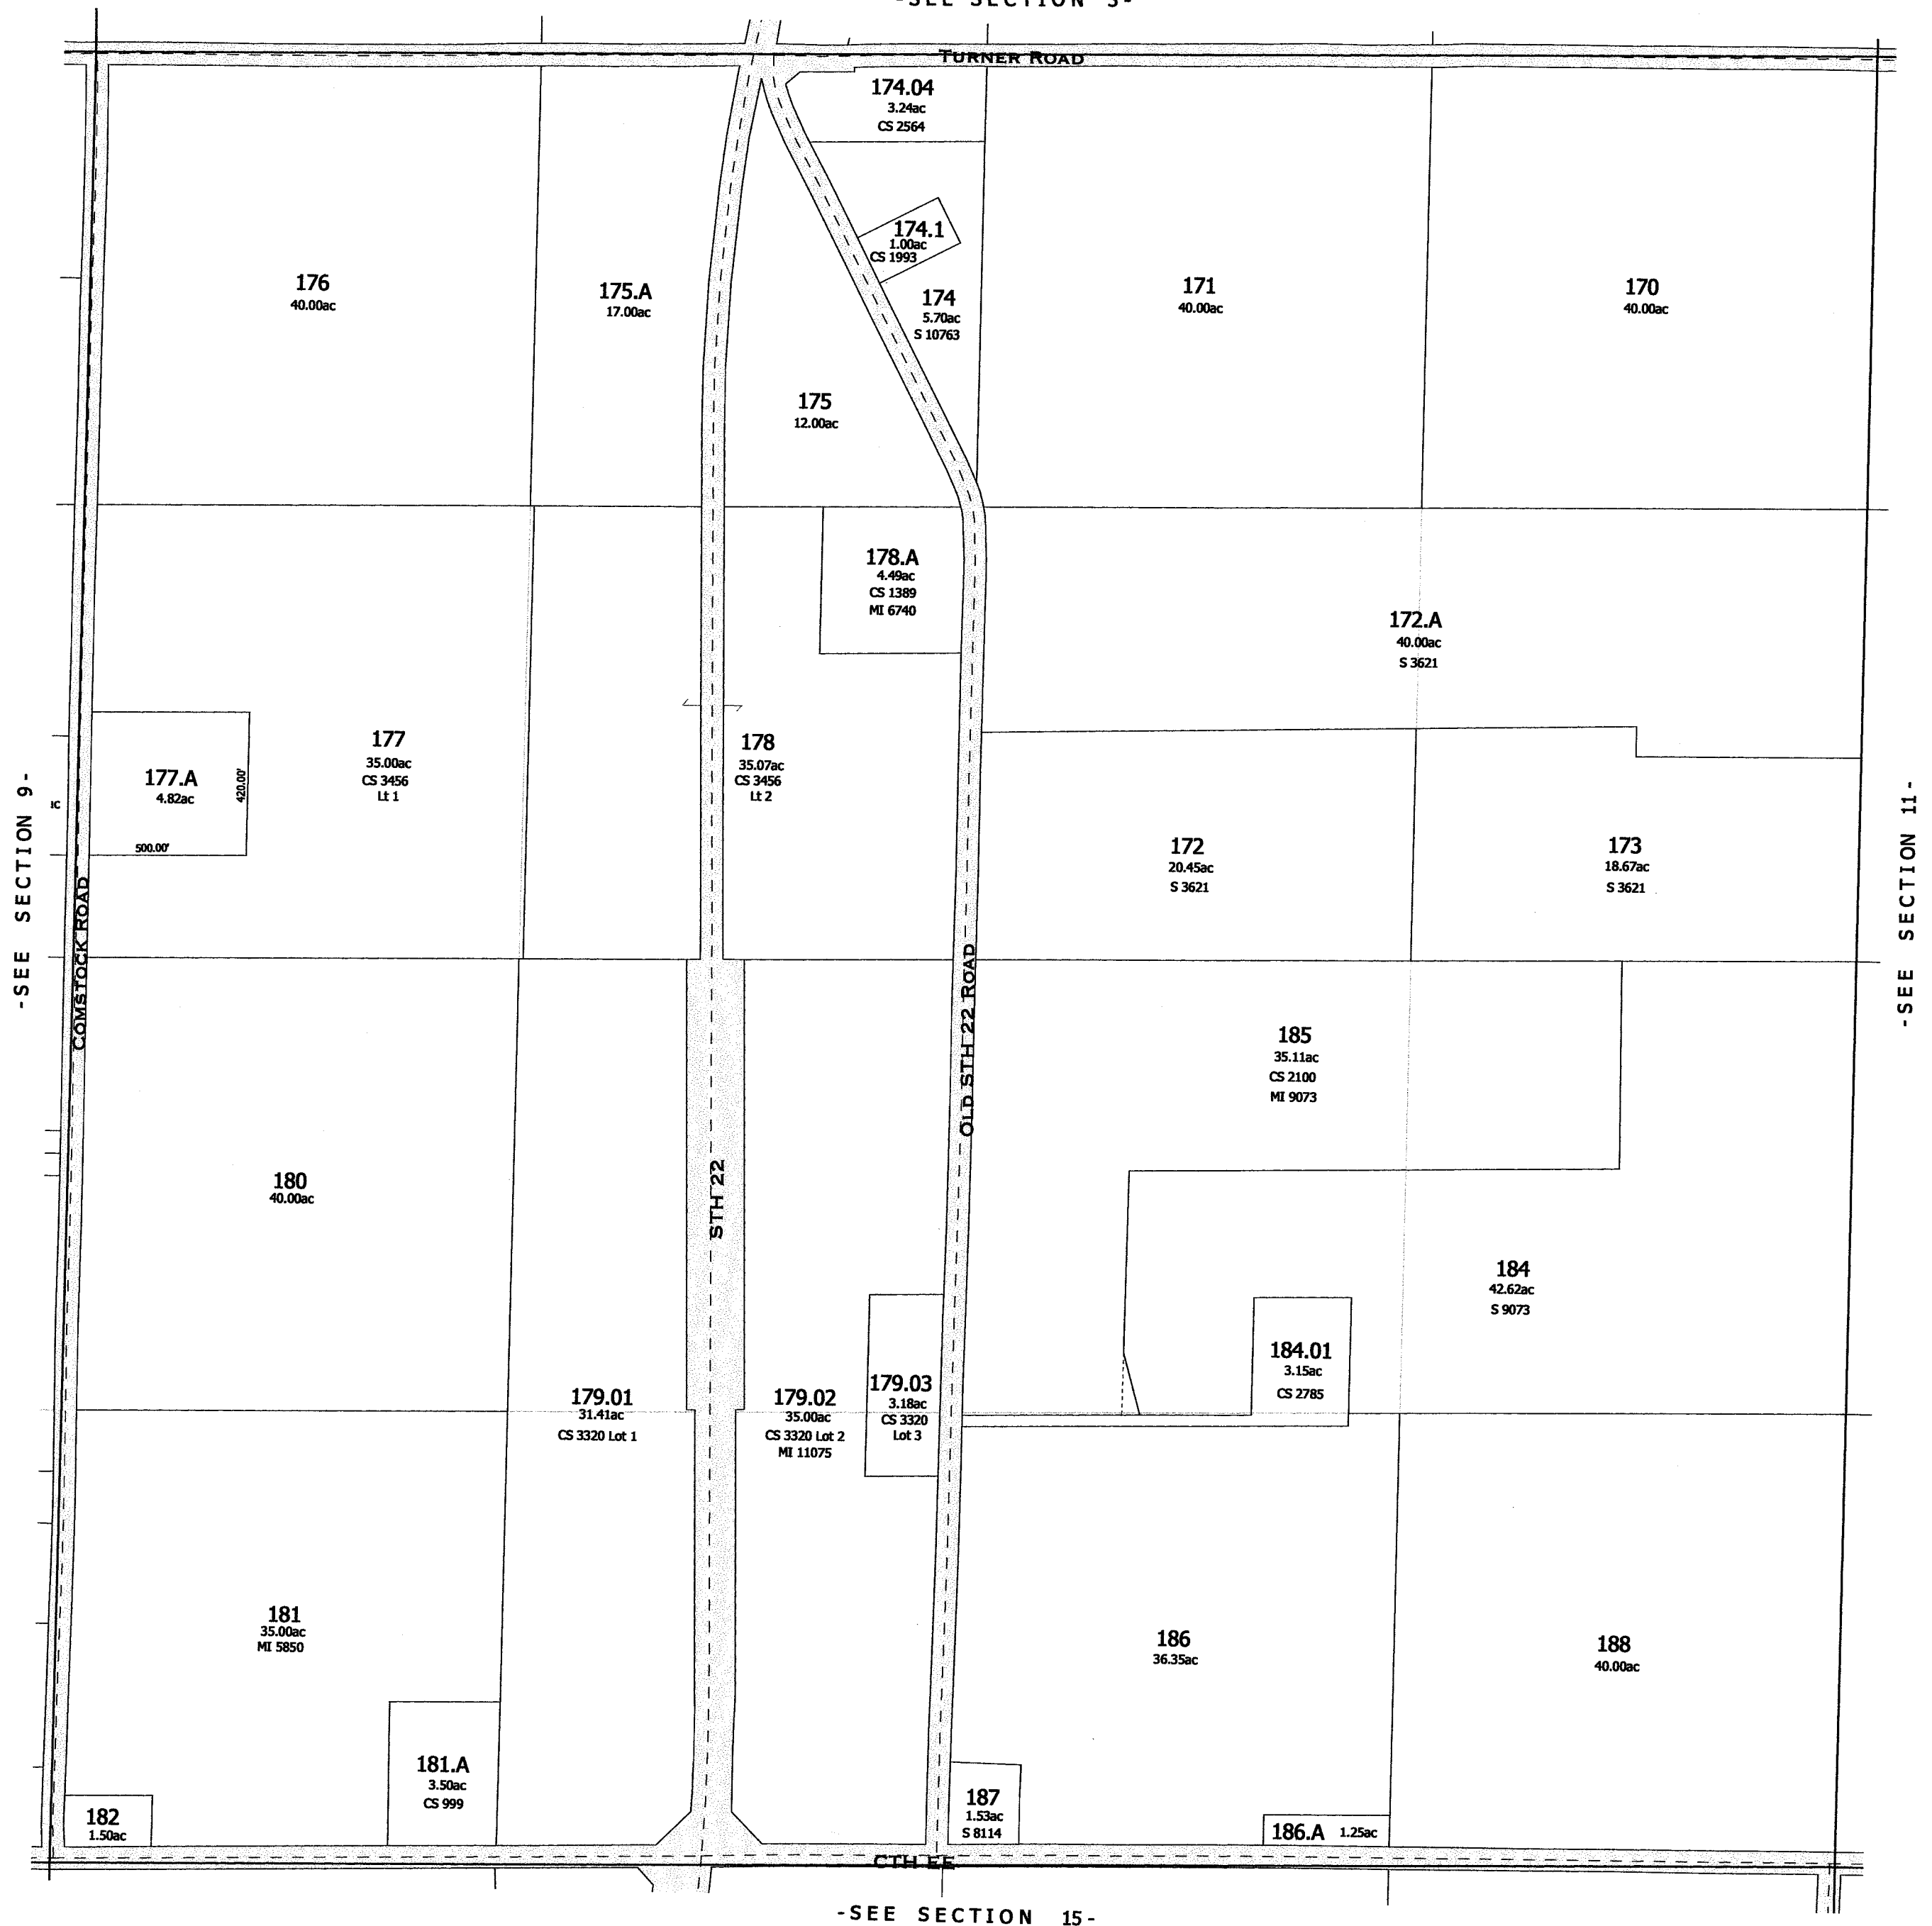 -SEE SECTION 3-
TURNER ROAD
174.04
3.24ac
CS 2564
174.1
1.00ac
CS 1993
174
5.70ac
S 10763
176
40.00ac
175.A
17.00ac
171
40.00ac
170
40.00ac
175
12.00ac
178.A
4.49ac
CS 1389
MI 6740
172.A
40.00ac
S 3621
177
35.00ac
CS 3456
Lt 1
178
35.07ac
CS 3456
Lt 2
177.A
4.82ac
420.00'
500.00'
IC
-SEE SECTION 9-
COMSTOCK ROAD
172
20.45ac
S 3621
173
18.67ac
S 3621
-SEE SECTION 11-
OLD STH 22 ROAD
185
35.11ac
CS 2100
MI 9073
180
40.00ac
STH 22
184
42.62ac
S 9073
184.01
3.15ac
CS 2785
179.01
31.41ac
CS 3320 Lot 1
179.02
35.00ac
CS 3320 Lot 2
MI 11075
179.03
3.18ac
CS 3320
Lot 3
181
35.00ac
MI 5850
186
36.35ac
188
40.00ac
181.A
3.50ac
CS 999
182
1.50ac
187
1.53ac
S 8114
186.A 1.25ac
CTH EE
-SEE SECTION 15-